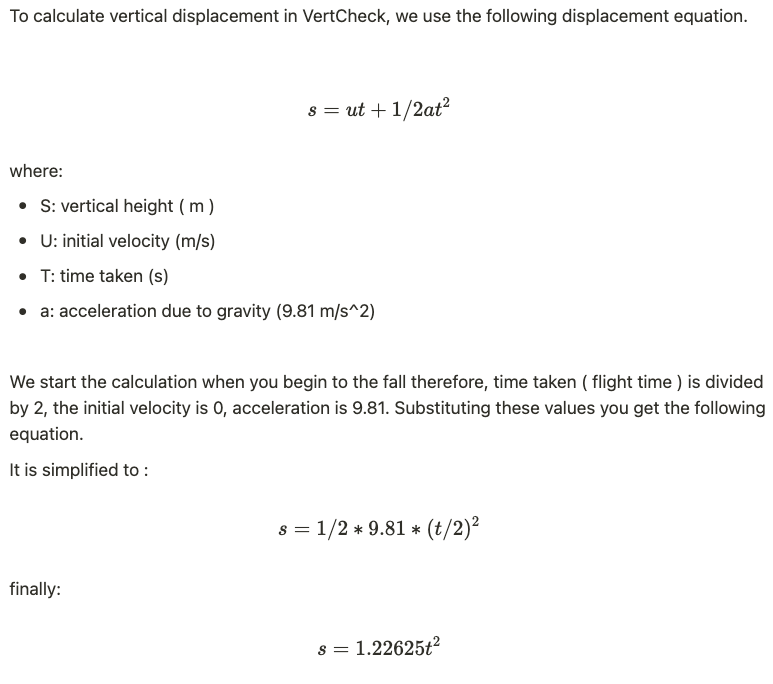 To calculate vertical displacement in VertCheck, we use the following displacement equation.
s = ut + 1/2at²
where:
• S: vertical height ( m )
• U: initial velocity (m/s)
• T: time taken (s)
• a: acceleration due to gravity (9.81 m/s^2)
We start the calculation when you begin to the fall therefore, time taken ( flight time ) is divided
by 2, the initial velocity is 0, acceleration is 9.81. Substituting these values you get the following
equation.
It is simplified to :
s = 1/2 ∗ 9.81 ∗ (t/2)²
finally:
s = 1.22625t²